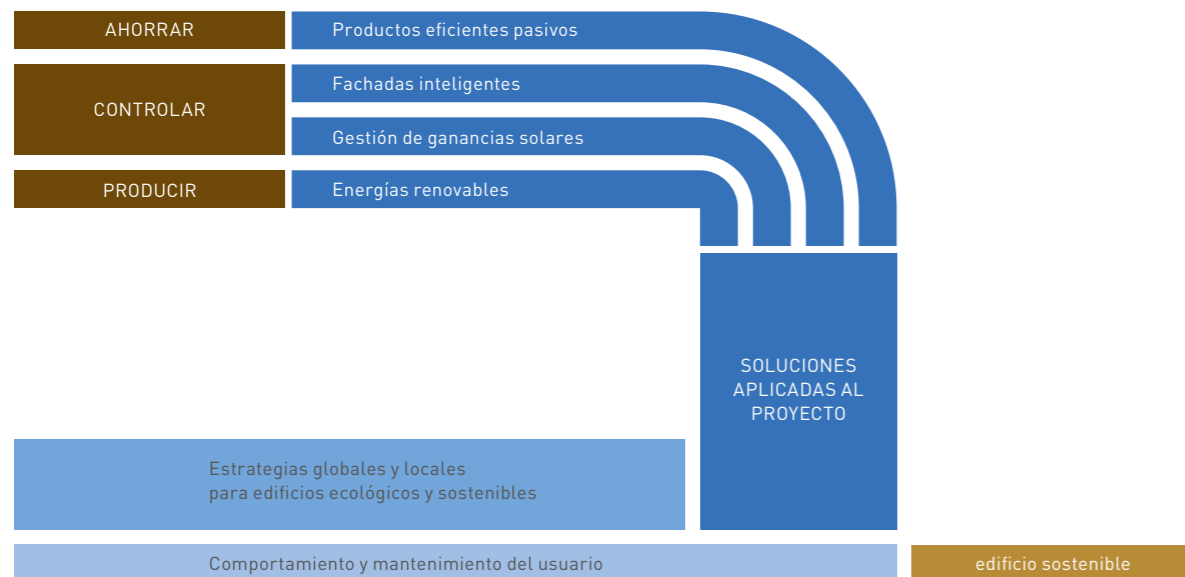 AHORRAR
Productos eficientes pasivos
CONTROLAR
Fachadas inteligentes
Gestión de ganancias solares
PRODUCIR
Energías renovables
SOLUCIONES
APLICADAS AL
PROYECTO
Estrategias globales y locales
para edificios ecológicos y sostenibles
Comportamiento y mantenimiento del usuario
edificio sostenible